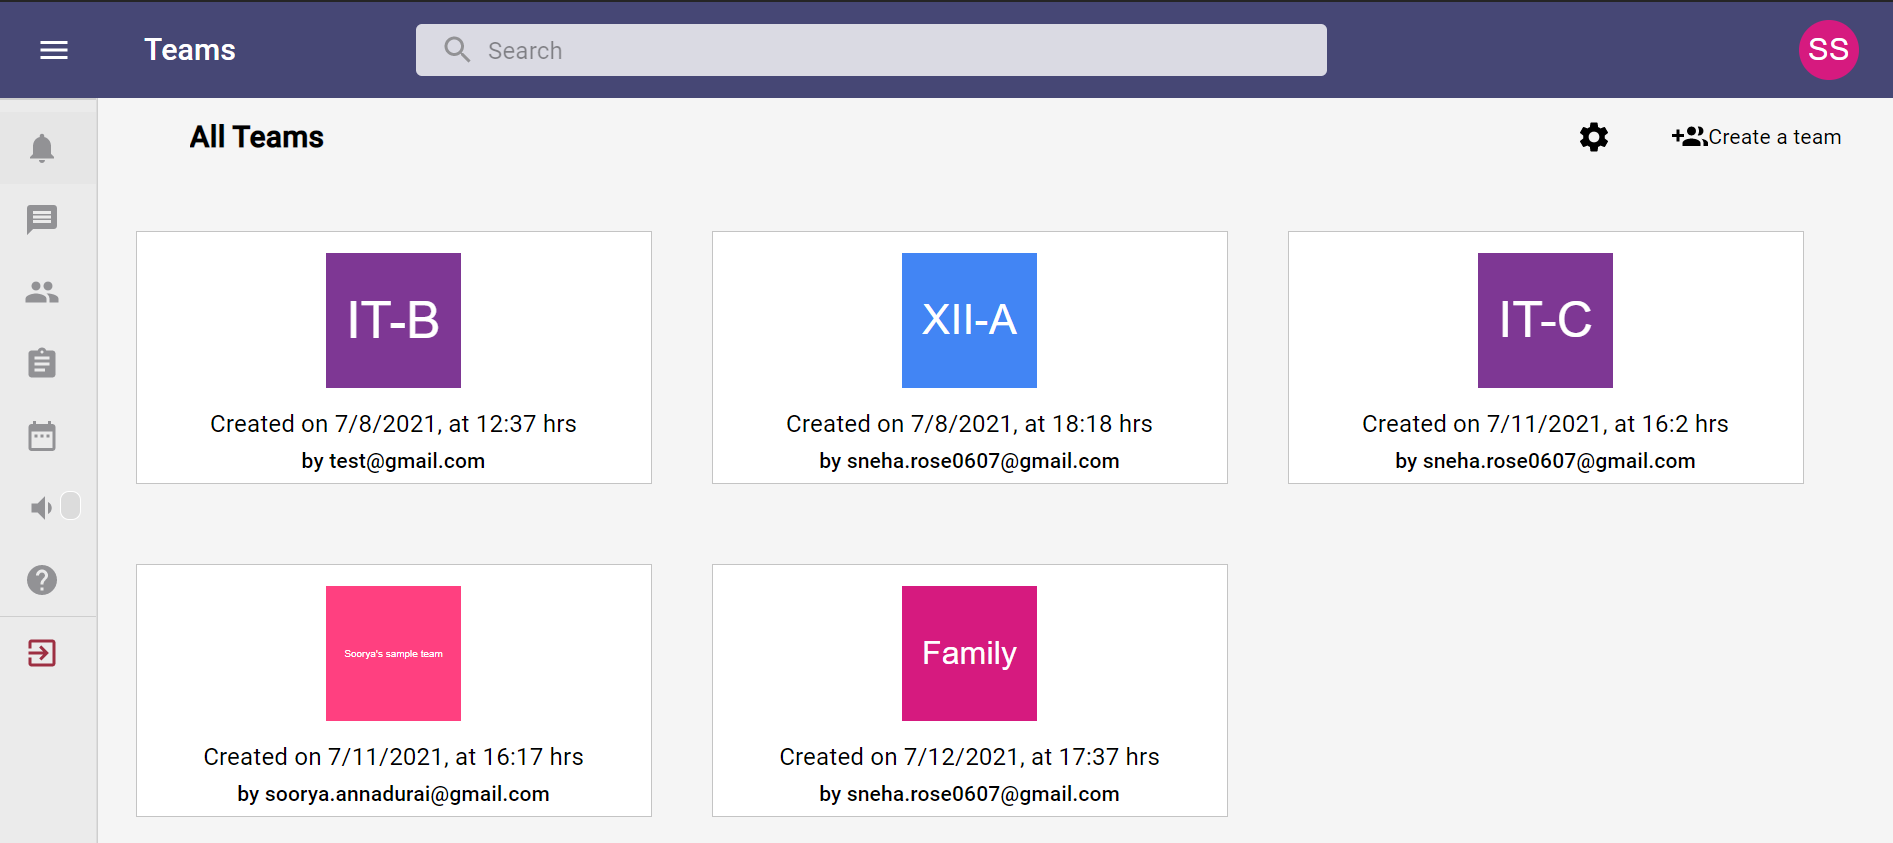 Teams
Search
SS
All Teams
Create a team
IT-B
Created on 7/8/2021, at 12:37 hrs
by test@gmail.com
XII-A
Created on 7/8/2021, at 18:18 hrs
by sneha.rose0607@gmail.com
IT-C
Created on 7/11/2021, at 16:2 hrs
by sneha.rose0607@gmail.com
Soorya's sample team
Created on 7/11/2021, at 16:17 hrs
by soorya.annadurai@gmail.com
Family
Created on 7/12/2021, at 17:37 hrs
by sneha.rose0607@gmail.com